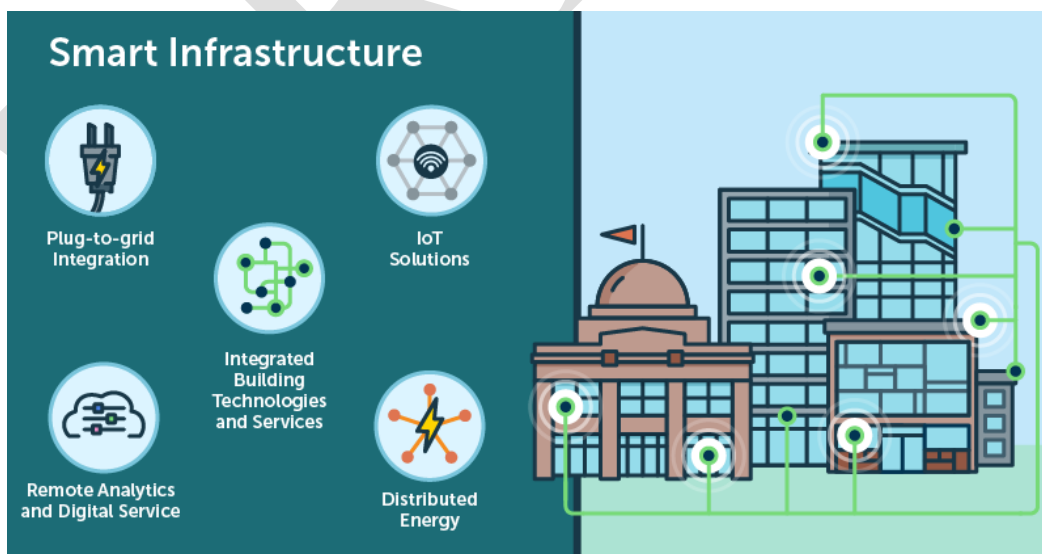 Smart Infrastructure
Plug-to-grid
Integration
IoT
Solutions
Integrated
Building
Technologies
and Services
Remote Analytics
and Digital Service
Distributed
Energy